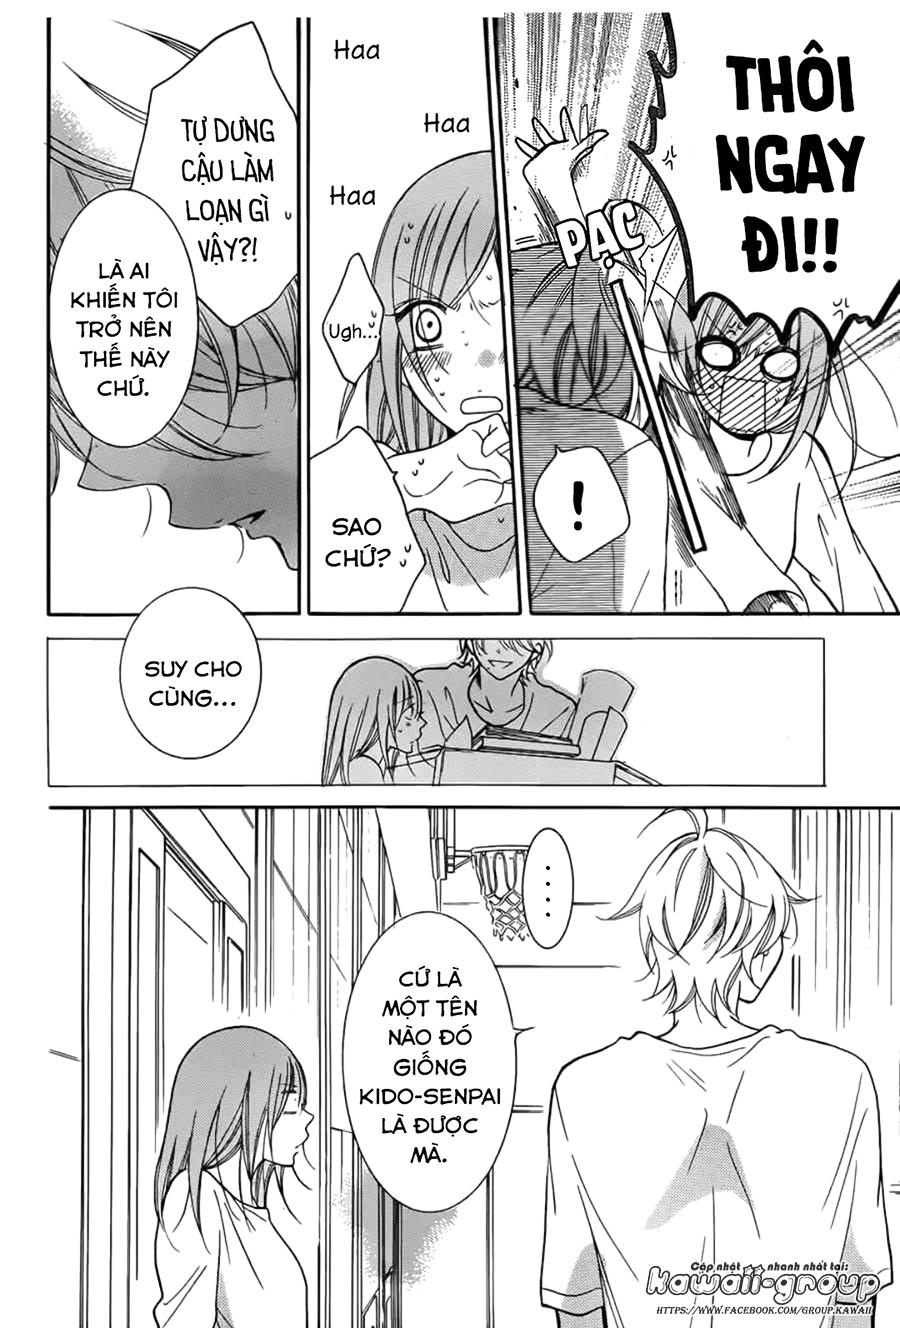 THÔI
NGAY
ĐI!!
PẠC
!
Haa
Haa
Haa
Ugh...
SAO
CHỨ?
TỰ DƯNG
CẬU LÀM
LOẠN GÌ
VẬY?!
LÀ AI
KHIẾN TÔI
TRỞ NÊN
THẾ NÀY
CHỨ.
SUY CHO
CÙNG...
....
CỨ LÀ
MỘT TÊN
NÀO ĐÓ
GIỐNG
KIDO-SENPAI
LÀ ĐƯỢC
MÀ.
Cập nhật nhanh nhất tại:
kawaii-group
HTTPS://WWW.FACEBOOK.COM/GROUP.KAWAII